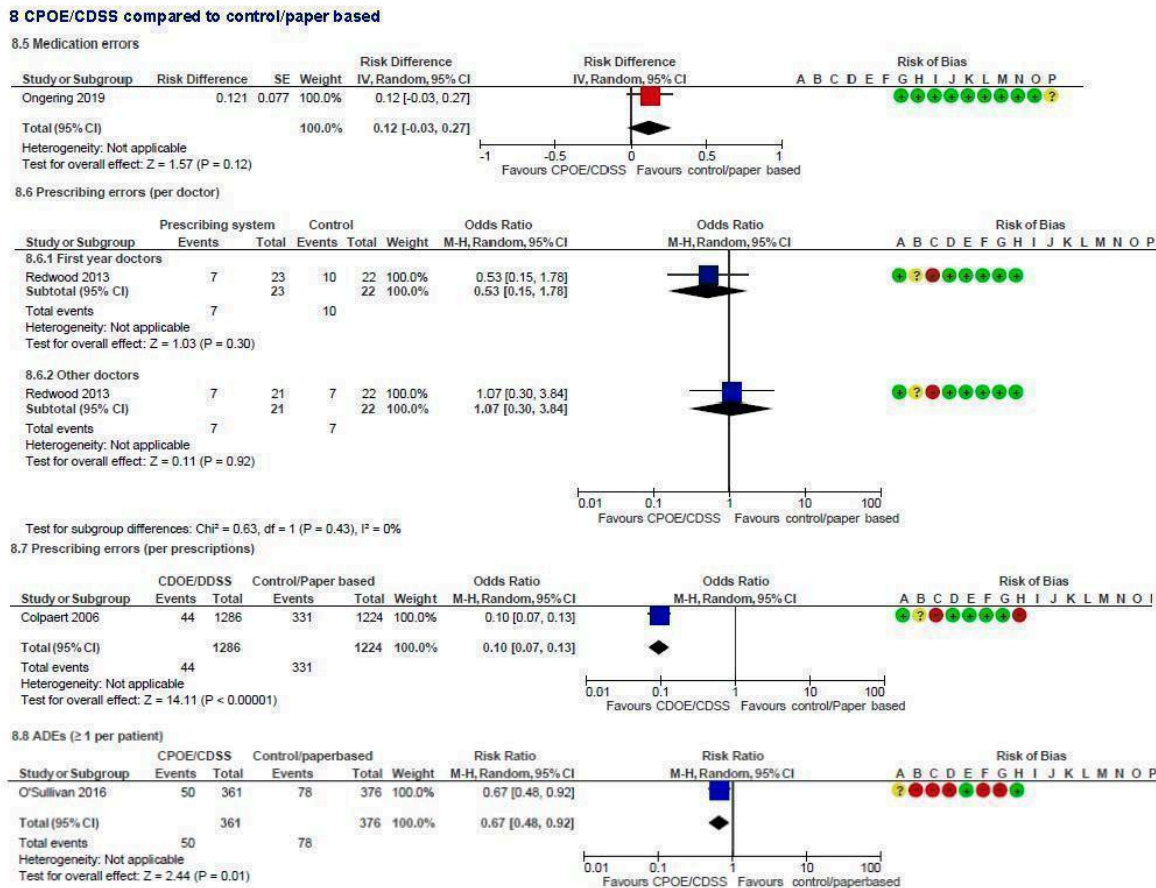 8 CPOE/CDSS compared to control/paper based
8.5 Medication errors
Risk Difference Risk Difference Risk of Bias
Study or Subgroup Risk Difference SE Weight IV, Random, 95% CI IV, Random, 95% CI A B C D E F G H I J K L M N O P
Ongering 2019 0.121 0.077 100.0% 0.12 [-0.03, 0.27] + + + + + + + + + ?
Total (95% CI) 100.0% 0.12 [-0.03, 0.27]
Heterogeneity: Not applicable
Test for overall effect: Z = 1.57 (P = 0.12)
-1 -0.5 0 0.5 1
Favours CPOE/CDSS Favours control/paper based
8.6 Prescribing errors (per doctor)
Prescribing system Control Odds Ratio Odds Ratio Risk of Bias
Study or Subgroup Events Total Events Total Weight M-H, Random, 95% CI M-H, Random, 95% CI A B C D E F G H I J K L M N O P
8.6.1 First year doctors
Redwood 2013 7 23 10 22 100.0% 0.53 [0.15, 1.78] + ? - + + + + +
Subtotal (95% CI) 23 22 100.0% 0.53 [0.15, 1.78]
Total events 7 10
Heterogeneity: Not applicable
Test for overall effect: Z = 1.03 (P = 0.30)
8.6.2 Other doctors
Redwood 2013 7 21 7 22 100.0% 1.07 [0.30, 3.84] + ? - + + + + +
Subtotal (95% CI) 21 22 100.0% 1.07 [0.30, 3.84]
Total events 7 7
Heterogeneity: Not applicable
Test for overall effect: Z = 0.11 (P = 0.92)
0.01 0.1 1 10 100
Favours CPOE/CDSS Favours control/paper based
Test for subgroup differences: Chi² = 0.63, df = 1 (P = 0.43), I² = 0%
8.7 Prescribing errors (per prescriptions)
CDOE/DDSS Control/Paper based Odds Ratio Odds Ratio Risk of Bias
Study or Subgroup Events Total Events Total Weight M-H, Random, 95% CI M-H, Random, 95% CI A B C D E F G H I J K L M N O I
Colpaert 2006 44 1286 331 1224 100.0% 0.10 [0.07, 0.13] + ? - + + + + -
Total (95% CI) 1286 1224 100.0% 0.10 [0.07, 0.13]
Total events 44 331
Heterogeneity: Not applicable
Test for overall effect: Z = 14.11 (P < 0.00001)
0.01 0.1 1 10 100
Favours CDOE/CDSS Favours control/Paper based
8.8 ADEs (≥ 1 per patient)
CPOE/CDSS Control/paperbased Risk Ratio Risk Ratio Risk of Bias
Study or Subgroup Events Total Events Total Weight M-H, Random, 95% CI M-H, Random, 95% CI A B C D E F G H I J K L M N O P
O'Sullivan 2016 50 361 78 376 100.0% 0.67 [0.48, 0.92] ? - - - + - - +
Total (95% CI) 361 376 100.0% 0.67 [0.48, 0.92]
Total events 50 78
Heterogeneity: Not applicable
Test for overall effect: Z = 2.44 (P = 0.01)
0.01 0.1 1 10 100
Favours CPOE/CDSS Favours control/paperbased